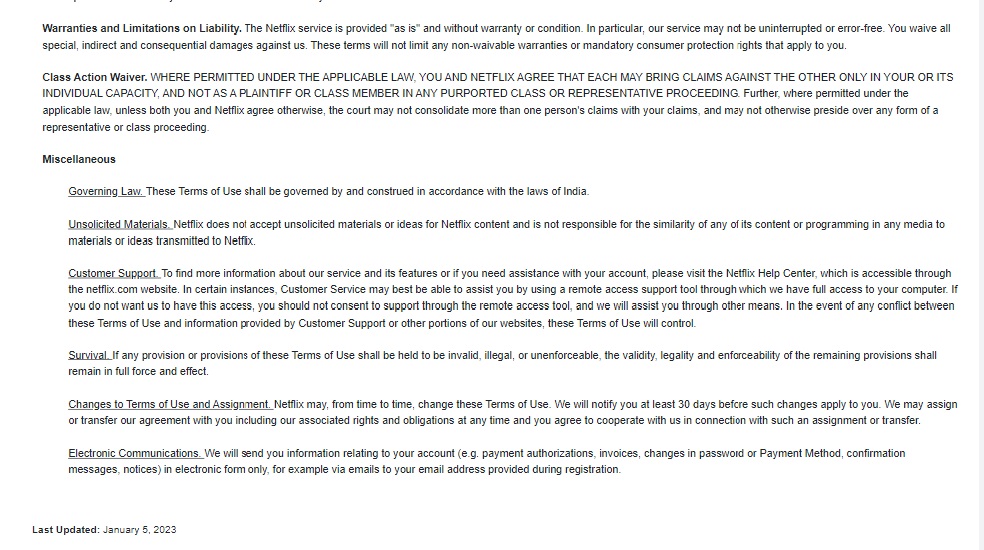 Warranties and Limitations on Liability. The Netflix service is provided "as is" and without warranty or condition. In particular, our service may not be uninterrupted or error-free. You waive all
special, indirect and consequential damages against us. These terms will not limit any non-waivable warranties or mandatory consumer protection rights that apply to you.
Class Action Waiver. WHERE PERMITTED UNDER THE APPLICABLE LAW, YOU AND NETFLIX AGREE THAT EACH MAY BRING CLAIMS AGAINST THE OTHER ONLY IN YOUR OR ITS
INDIVIDUAL CAPACITY, AND NOT AS A PLAINTIFF OR CLASS MEMBER IN ANY PURPORTED CLASS OR REPRESENTATIVE PROCEEDING. Further, where permitted under the
applicable law, unless both you and Netflix agree otherwise, the court may not consolidate more than one person's claims with your claims, and may not otherwise preside over any form of a
representative or class proceeding.
Miscellaneous
Governing Law. These Terms of Use shall be governed by and construed in accordance with the laws of India.
Unsolicited Materials. Netflix does not accept unsolicited materials or ideas for Netflix content and is not responsible for the similarity of any of its content or programming in any media to
materials or ideas transmitted to Netflix.
Customer Support. To find more information about our service and its features or if you need assistance with your account, please visit the Netflix Help Center, which is accessible through
the netflix.com website. In certain instances, Customer Service may best be able to assist you by using a remote access support tool through which we have full access to your computer. If
you do not want us to have this access, you should not consent to support through the remote access tool, and we will assist you through other means. In the event of any conflict between
these Terms of Use and information provided by Customer Support or other portions of our websites, these Terms of Use will control.
Survival. If any provision or provisions of these Terms of Use shall be held to be invalid, illegal, or unenforceable, the validity, legality and enforceability of the remaining provisions shall
remain in full force and effect.
Changes to Terms of Use and Assignment. Netflix may, from time to time, change these Terms of Use. We will notify you at least 30 days before such changes apply to you. We may assign
or transfer our agreement with you including our associated rights and obligations at any time and you agree to cooperate with us in connection with such an assignment or transfer.
Electronic Communications. We will send you information relating to your account (e.g. payment authorizations, invoices, changes in password or Payment Method, confirmation
messages, notices) in electronic form only, for example via emails to your email address provided during registration.
Last Updated: January 5, 2023